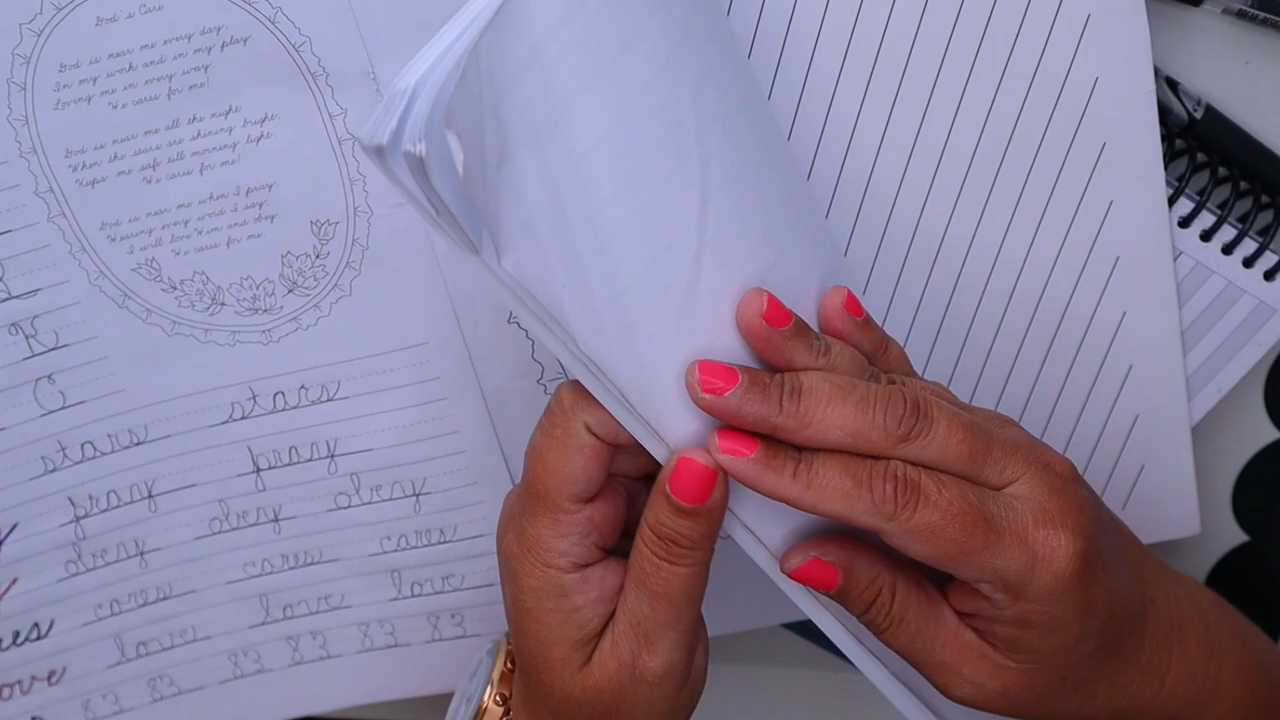 God's Care
God is near me every day,
In my work and in my play
Loving me in every way
He cares for me!
God is near me all the night
When the stars are shining bright,
Keeps me safe till morning light.
He cares for me!
God is near me when I pray.
Hearing every word I say.
I will love Him and obey
He cares for me.
K
C
stars stars
pray pray
obey obey obey
cares cares
love love
83 83 83 83
83 83